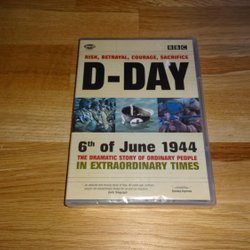 BBC
RISK, BETRAYAL, COURAGE, SACRIFICE
D-DAY
6th of June 1944
THE DRAMATIC STORY OF ORDINARY PEOPLE
IN EXTRAORDINARY TIMES